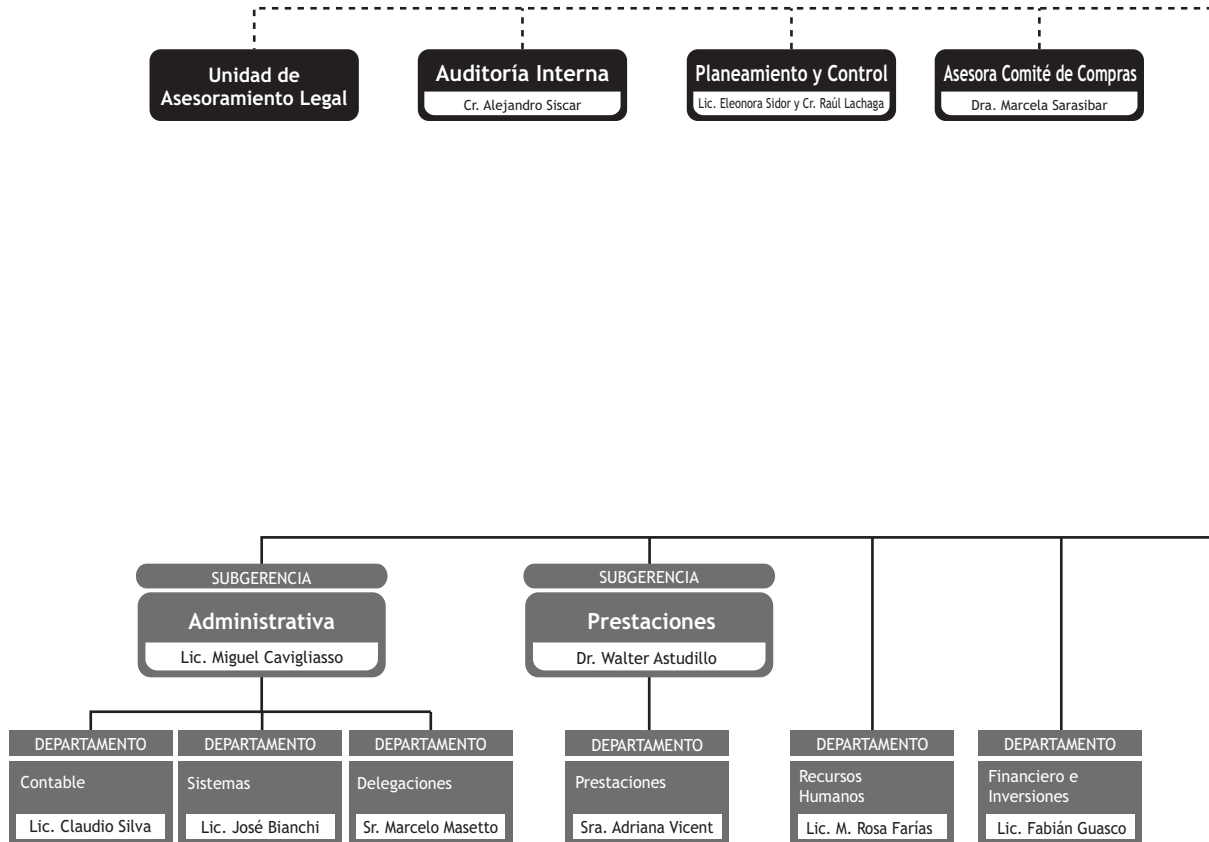 Unidad de
Asesoramiento Legal
Auditoría Interna
Cr. Alejandro Siscar
Planeamiento y Control
Lic. Eleonora Sidor y Cr. Raúl Lachaga
Asesora Comité de Compras
Dra. Marcela Sarasibar
SUBGERENCIA
Administrativa
Lic. Miguel Cavigliasso
SUBGERENCIA
Prestaciones
Dr. Walter Astudillo
DEPARTAMENTO
Contable
Lic. Claudio Silva
DEPARTAMENTO
Sistemas
Lic. José Bianchi
DEPARTAMENTO
Delegaciones
Sr. Marcelo Masetto
DEPARTAMENTO
Prestaciones
Sra. Adriana Vicent
DEPARTAMENTO
Recursos
Humanos
Lic. M. Rosa Farías
DEPARTAMENTO
Financiero e
Inversiones
Lic. Fabián Guasco